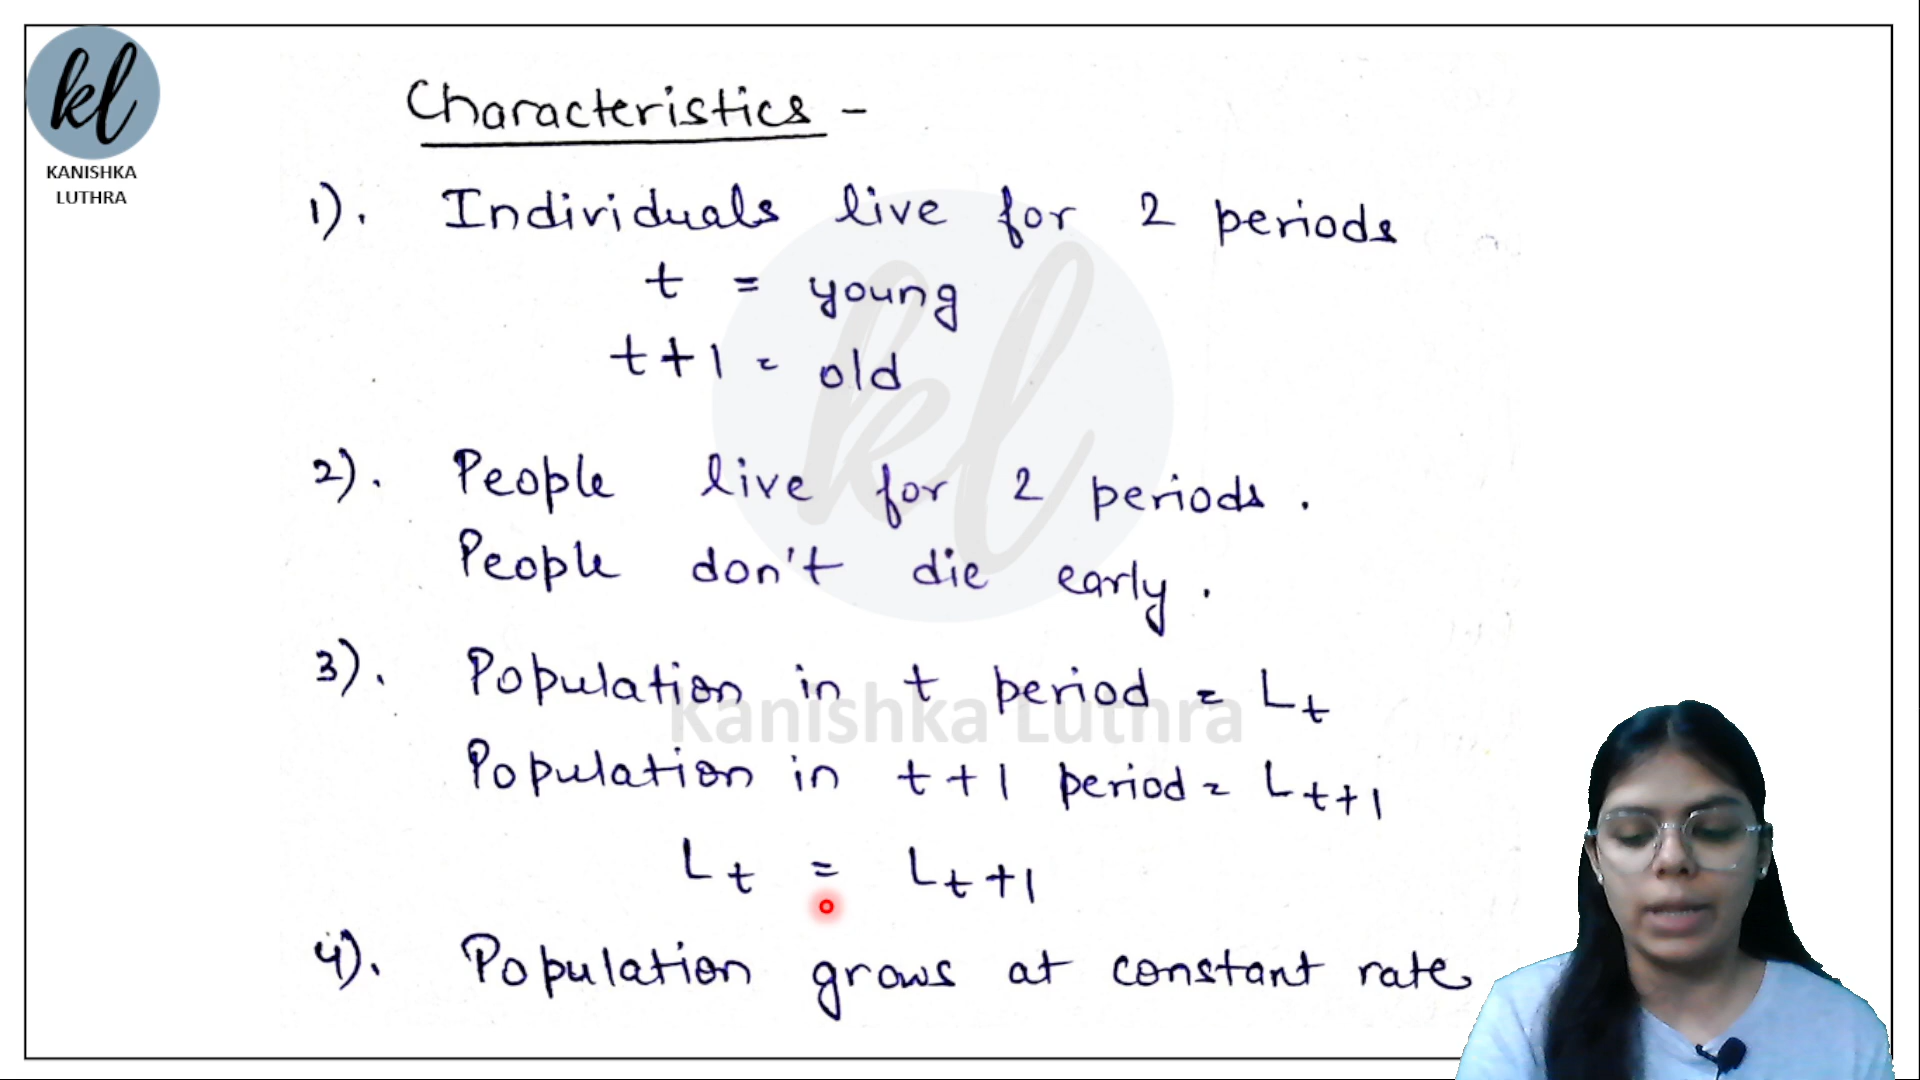 kl
KANISHKA
LUTHRA
Characteristics -
1). Individuals live for 2 periods
t = young
t+1 = old
2). People live for 2 periods.
People don't die early.
3). Population in t period = Lt
Population in t+1 period = Lt+1
Lt = Lt+1
4). Population grows at constant rate
kl
Kanishka Luthra